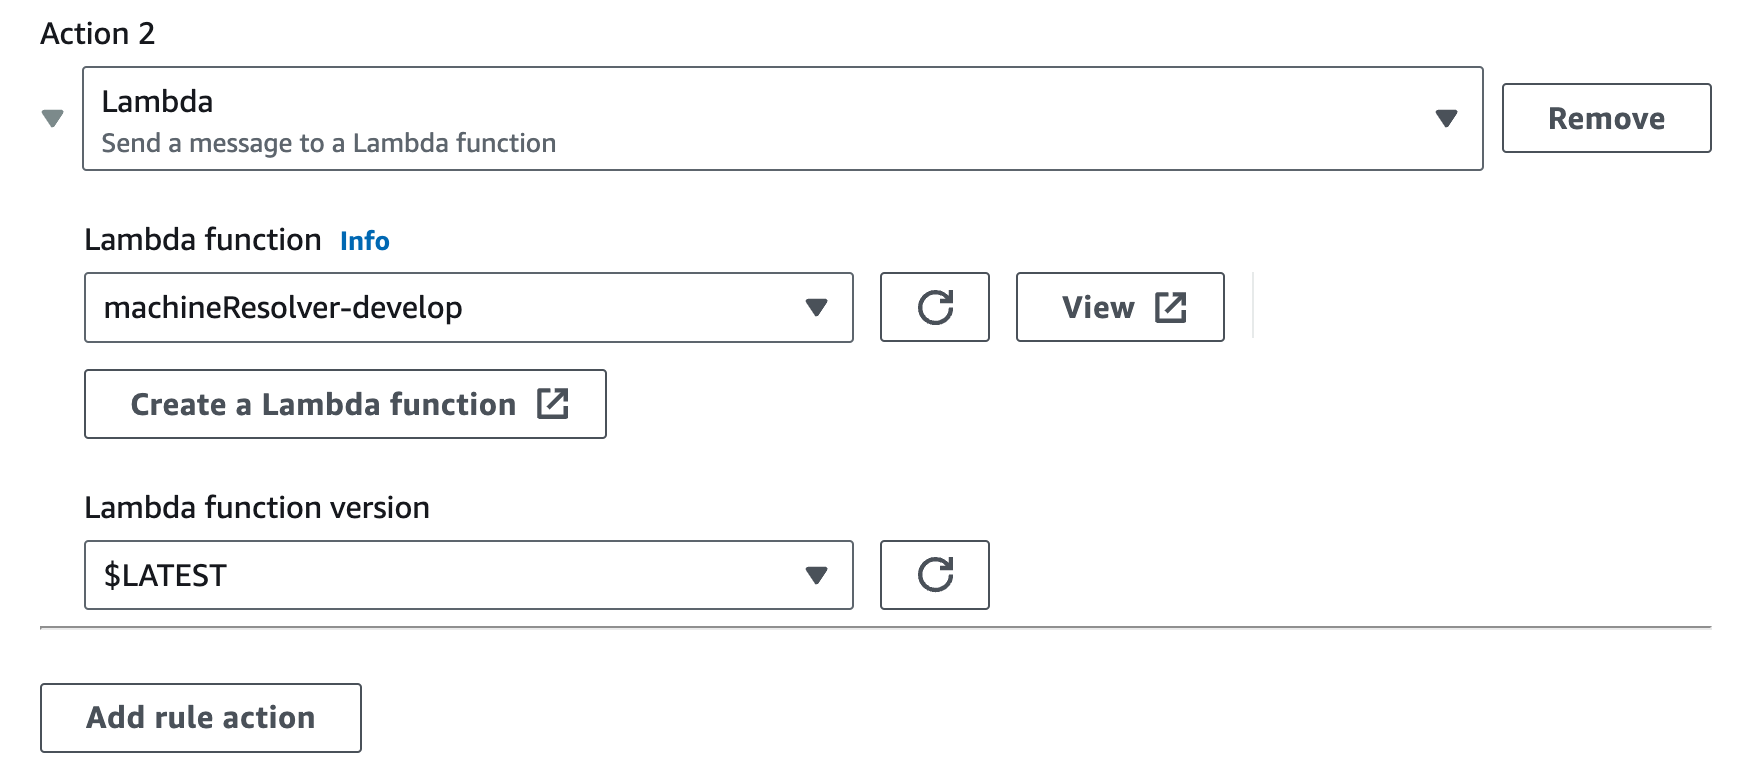 Action 2
Lambda
Send a message to a Lambda function
Remove
Lambda function Info
machineResolver-develop
View
Create a Lambda function
Lambda function version
$LATEST
Add rule action